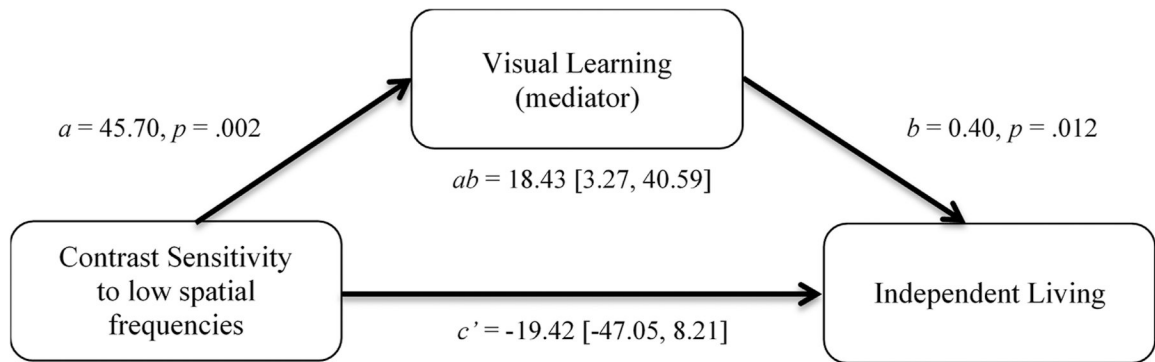 Visual Learning
(mediator)
a = 45.70, p = .002
b = 0.40, p = .012
ab = 18.43 [3.27, 40.59]
Contrast Sensitivity
to low spatial
frequencies
Independent Living
c’ = -19.42 [-47.05, 8.21]